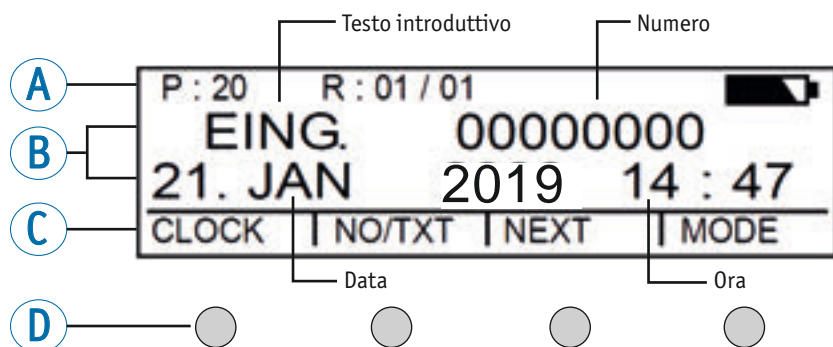 Testo introduttivo Numero
A P : 20 R : 01 / 01
B EING. 00000000
21. JAN 2019 14 : 47
C CLOCK NO/TXT NEXT MODE
Data Ora
D